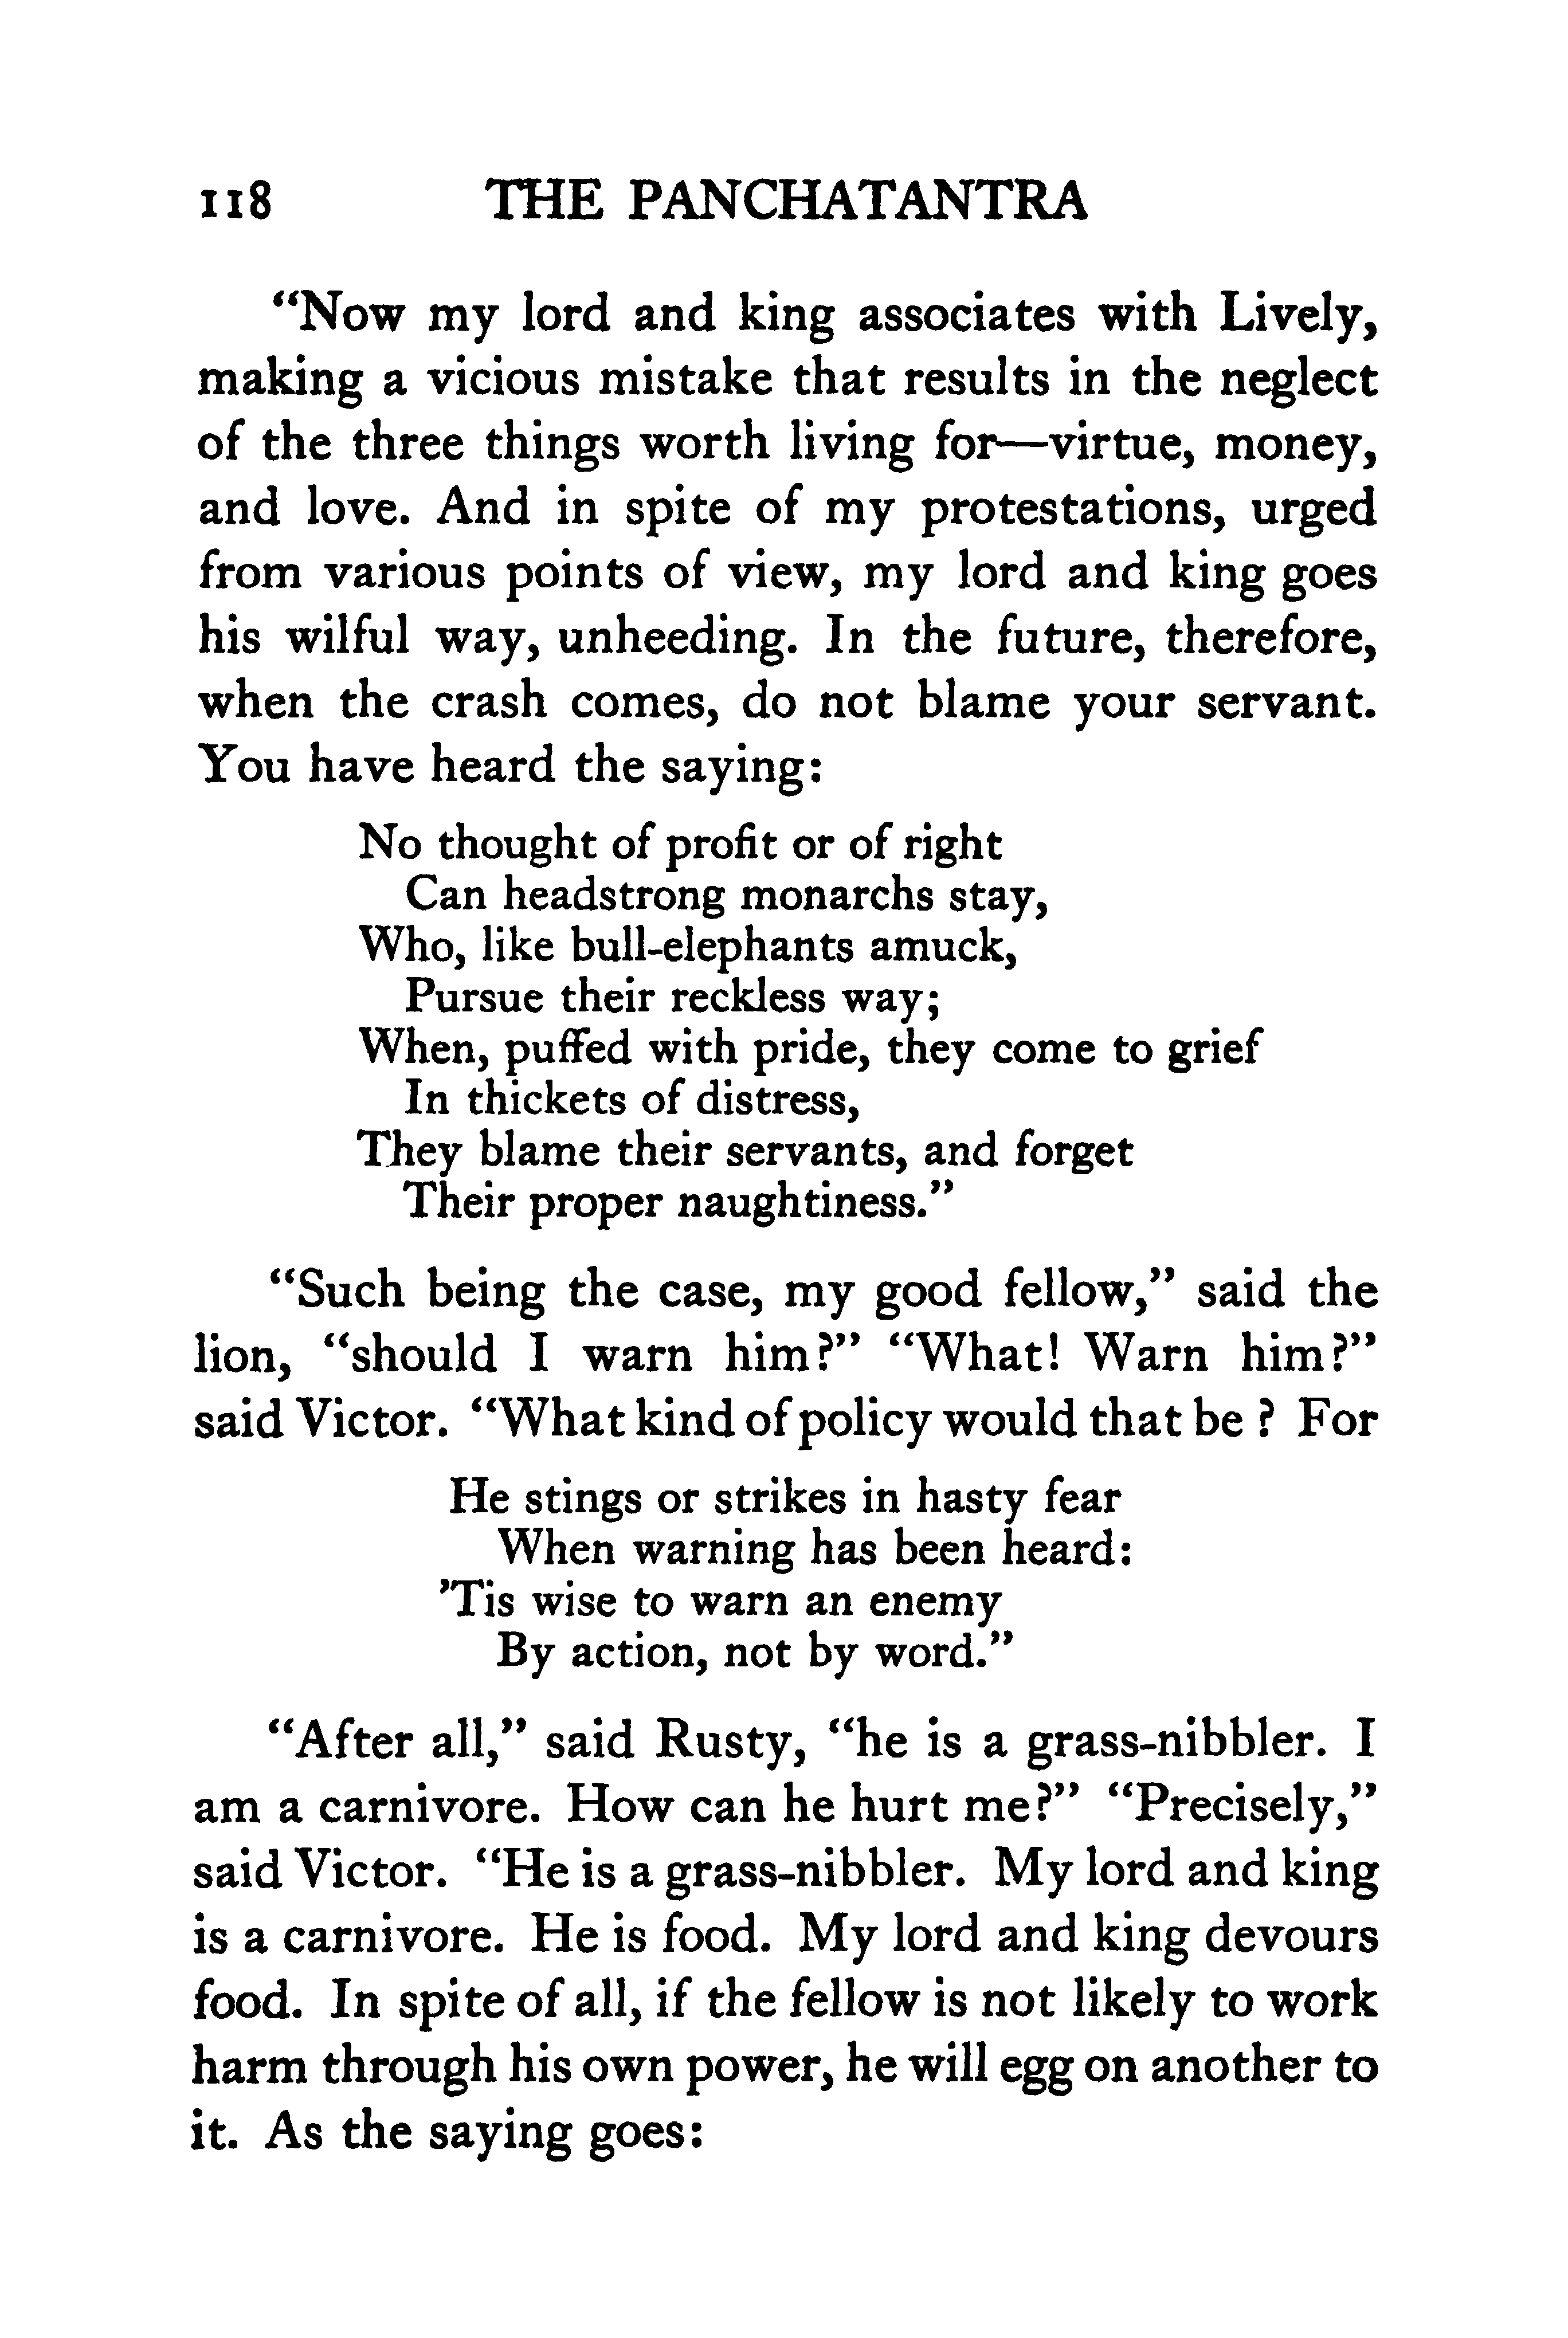 118 THE PANCHATANTRA
“Now my lord and king associates with Lively,
making a vicious mistake that results in the neglect
of the three things worth living for—virtue, money,
and love. And in spite of my protestations, urged
from various points of view, my lord and king goes
his wilful way, unheeding. In the future, therefore,
when the crash comes, do not blame your servant.
You have heard the saying:
No thought of profit or of right
Can headstrong monarchs stay,
Who, like bull-elephants amuck,
Pursue their reckless way;
When, puffed with pride, they come to grief
In thickets of distress,
They blame their servants, and forget
Their proper naughtiness.”
“Such being the case, my good fellow,” said the
lion, “should I warn him?” “What! Warn him?”
said Victor. “What kind of policy would that be ? For
He stings or strikes in hasty fear
When warning has been heard:
’Tis wise to warn an enemy
By action, not by word.”
“After all,” said Rusty, “he is a grass-nibbler. I
am a carnivore. How can he hurt me?” “Precisely,”
said Victor. “He is a grass-nibbler. My lord and king
is a carnivore. He is food. My lord and king devours
food. In spite of all, if the fellow is not likely to work
harm through his own power, he will egg on another to
it. As the saying goes: